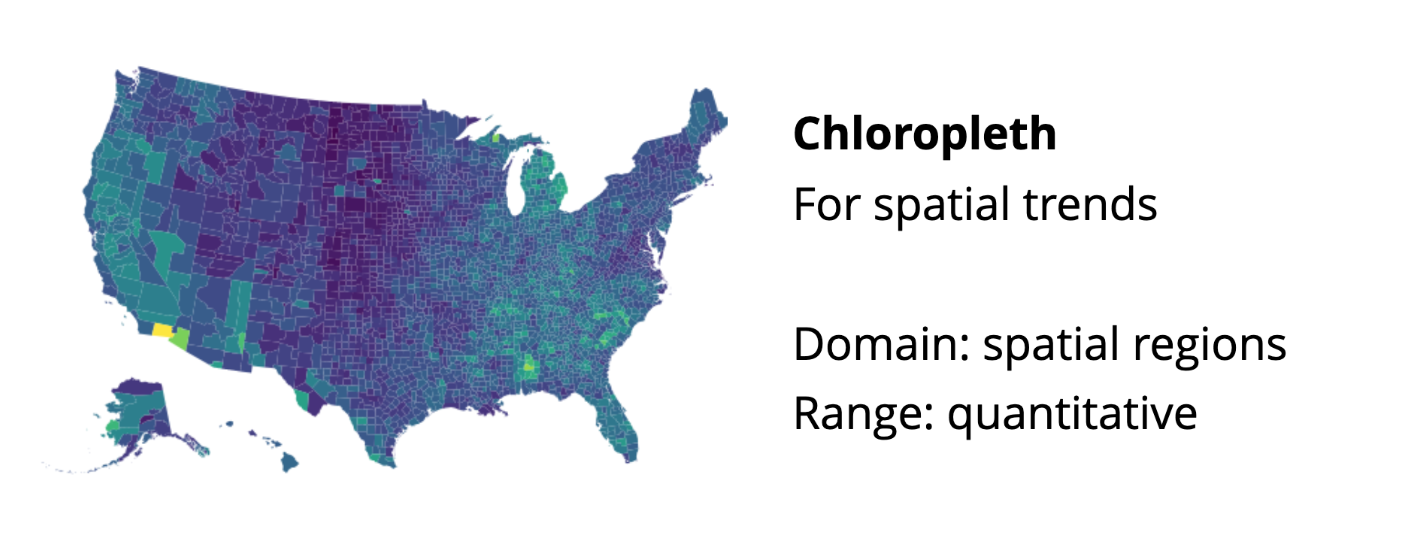 Chloropleth
For spatial trends
Domain: spatial regions
Range: quantitative